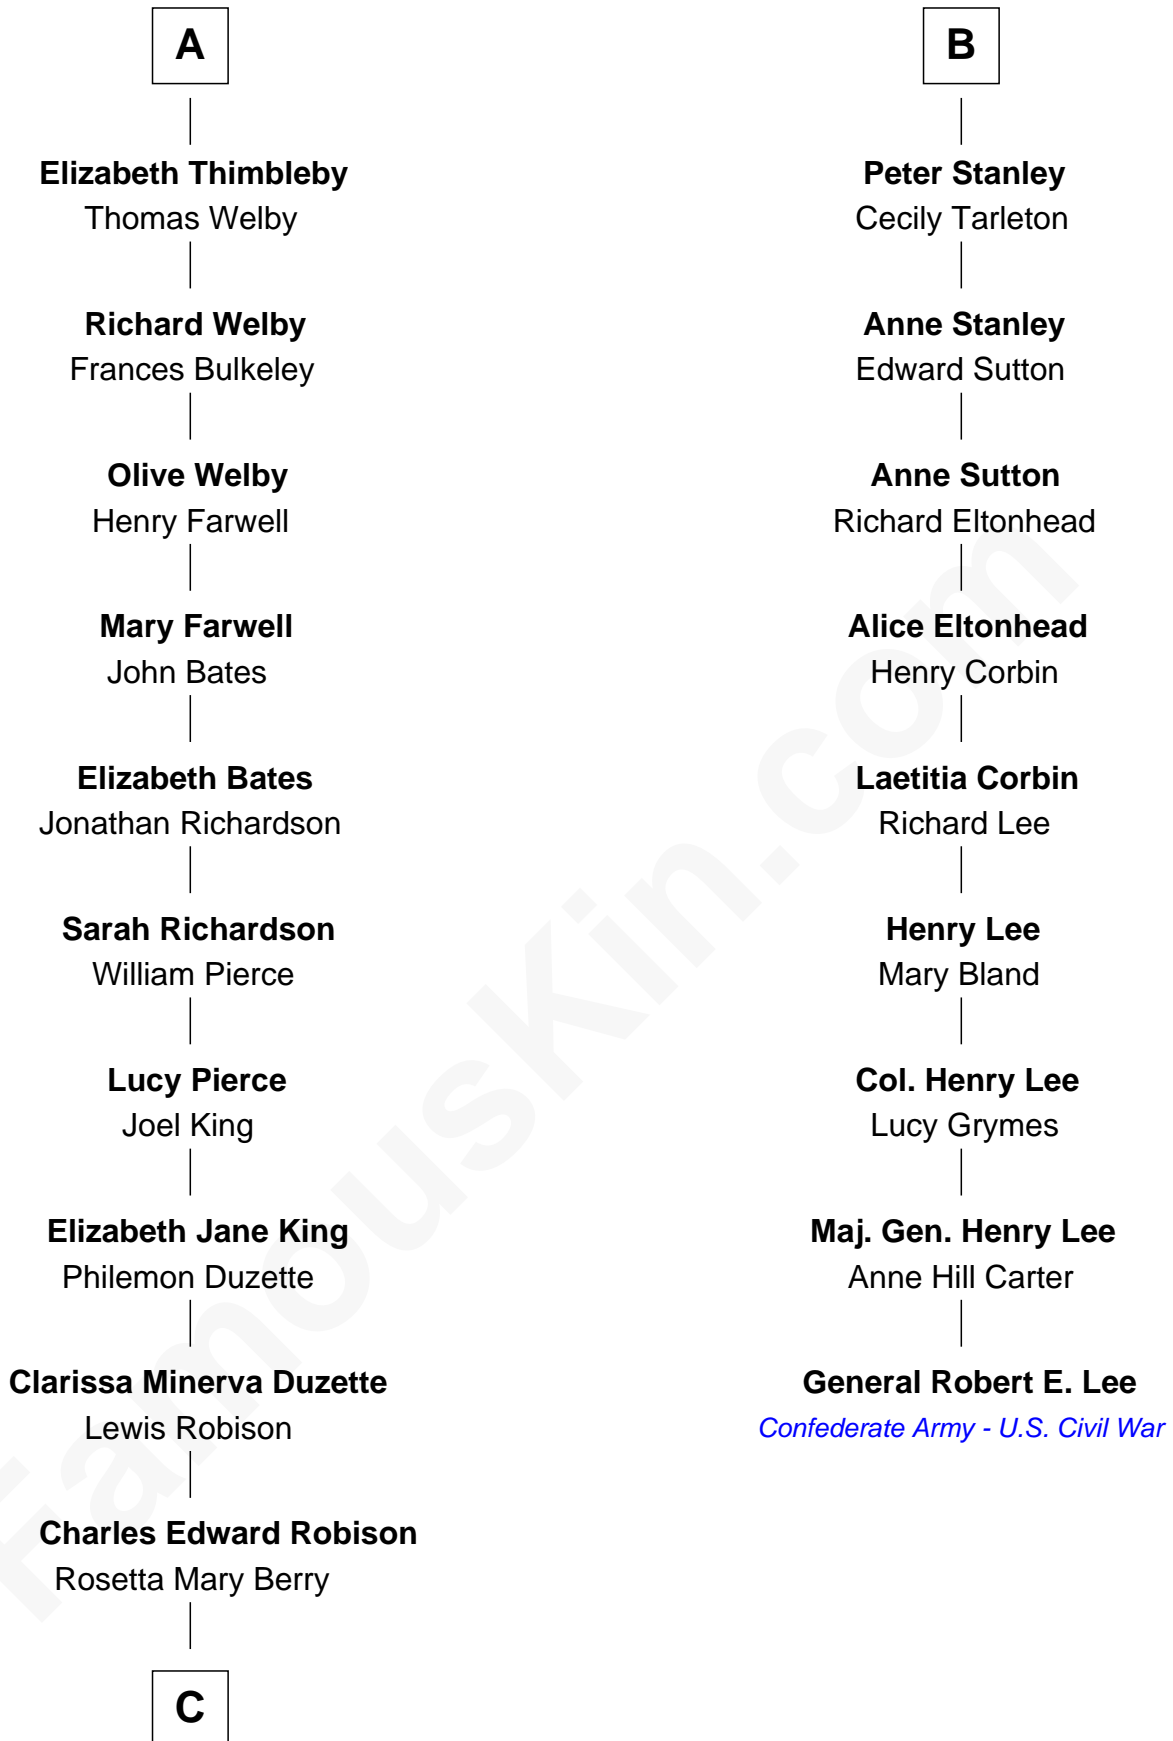 A
Elizabeth Thimbleby
Thomas Welby
Richard Welby
Frances Bulkeley
Olive Welby
Henry Farwell
Mary Farwell
John Bates
Elizabeth Bates
Jonathan Richardson
Sarah Richardson
William Pierce
Lucy Pierce
Joel King
Elizabeth Jane King
Philemon Duzette
Clarissa Minerva Duzette
Lewis Robison
Charles Edward Robison
Rosetta Mary Berry
C
B
Peter Stanley
Cecily Tarleton
Anne Stanley
Edward Sutton
Anne Sutton
Richard Eltonhead
Alice Eltonhead
Henry Corbin
Laetitia Corbin
Richard Lee
Henry Lee
Mary Bland
Col. Henry Lee
Lucy Grymes
Maj. Gen. Henry Lee
Anne Hill Carter
General Robert E. Lee
Confederate Army - U.S. Civil War
FamousKin.com